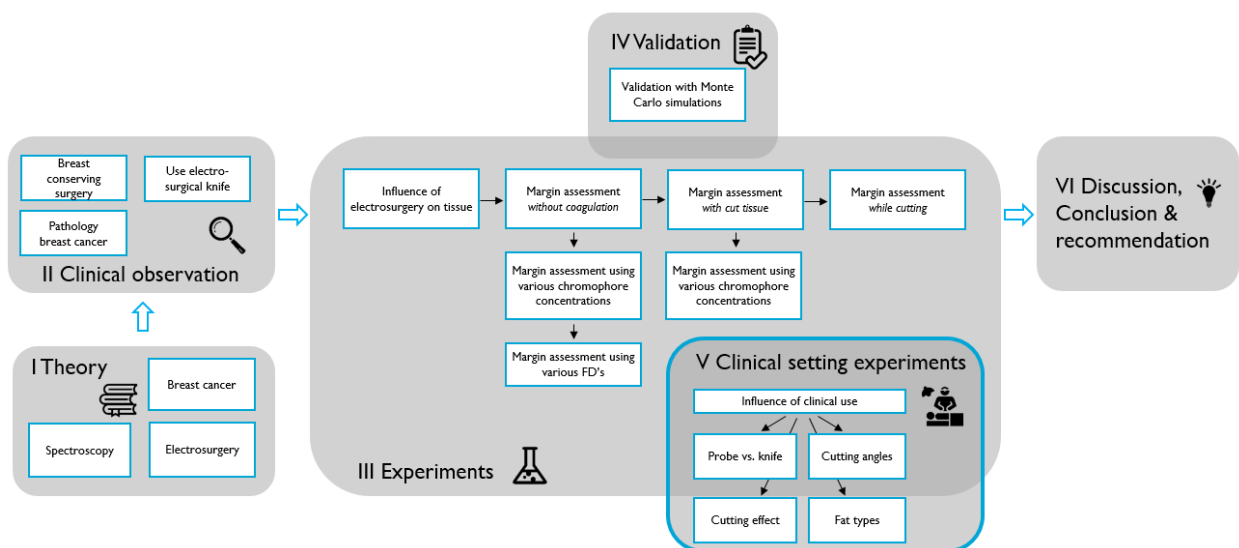 IV Validation
Validation with Monte
Carlo simulations
Breast
conserving
surgery
Use electro-
surgical knife
Pathology
breast cancer
II Clinical observation
I Theory
Breast cancer
Spectroscopy
Electrosurgery
Influence of
electrosurgery on tissue
Margin assessment
without coagulation
Margin assessment
with cut tissue
Margin assessment
while cutting
Margin assessment using
various chromophore
concentrations
Margin assessment using
various chromophore
concentrations
Margin assessment using
various FD's
III Experiments
V Clinical setting experiments
Influence of clinical use
Probe vs. knife
Cutting angles
Cutting effect
Fat types
VI Discussion,
Conclusion &
recommendation